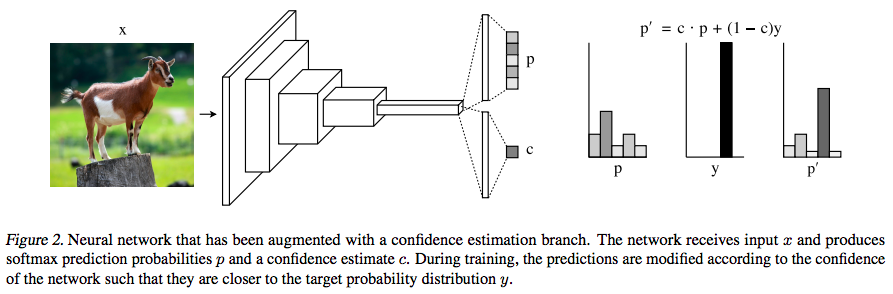 x
p
c
p′ = c · p + (1 − c)y
p
y
p′
Figure 2. Neural network that has been augmented with a confidence estimation branch. The network receives input x and produces
softmax prediction probabilities p and a confidence estimate c. During training, the predictions are modified according to the confidence
of the network such that they are closer to the target probability distribution y.